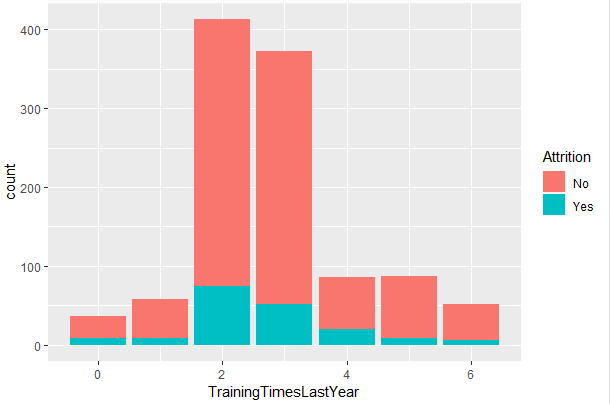 400
300
200
100
0
count
0
2
4
6
TrainingTimesLastYear
Attrition
No
Yes